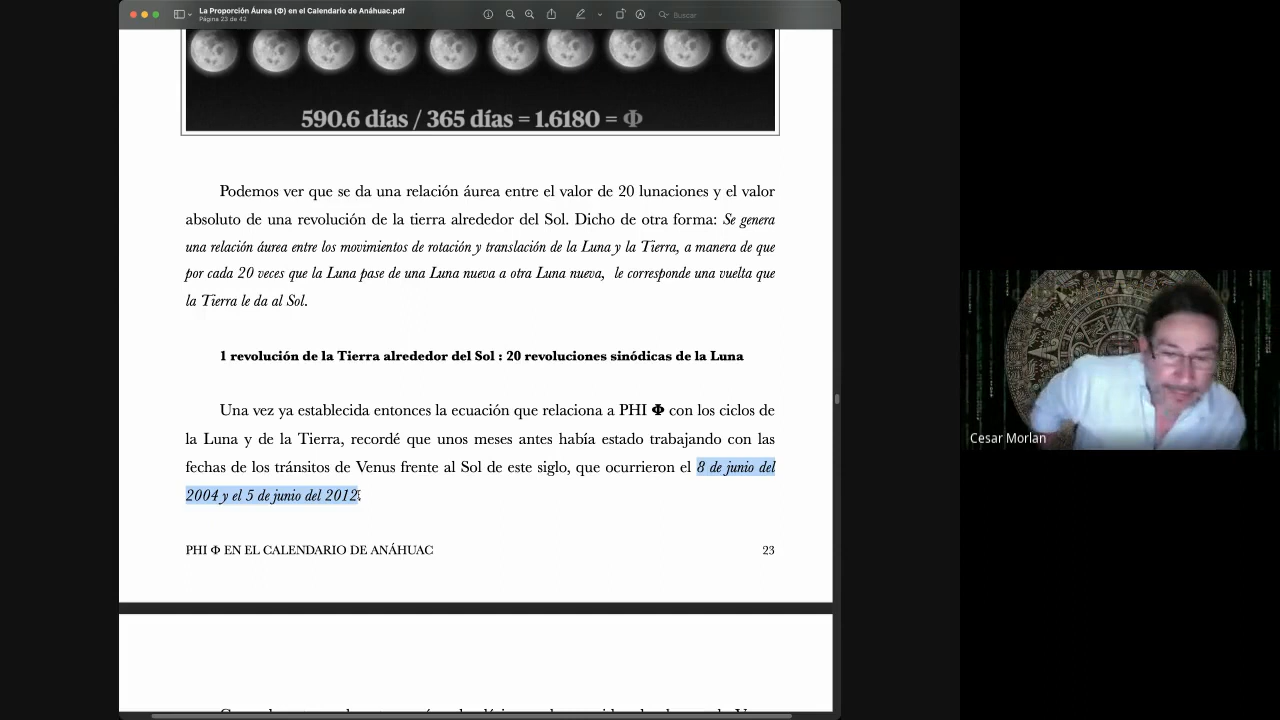 La Proporción Áurea (Φ) en el Calendario de Anáhuac.pdf
Página 23 de 42
Buscar
590.6 días / 365 días = 1.6180 = Φ
Podemos ver que se da una relación áurea entre el valor de 20 lunaciones y el valor
absoluto de una revolución de la tierra alrededor del Sol. Dicho de otra forma: Se genera
una relación áurea entre los movimientos de rotación y translación de la Luna y la Tierra, a manera de que
por cada 20 veces que la Luna pase de una Luna nueva a otra Luna nueva, le corresponde una vuelta que
la Tierra le da al Sol.
1 revolución de la Tierra alrededor del Sol : 20 revoluciones sinódicas de la Luna
Una vez ya establecida entonces la ecuación que relaciona a PHI Φ con los ciclos de
la Luna y de la Tierra, recordé que unos meses antes había estado trabajando con las
fechas de los tránsitos de Venus frente al Sol de este siglo, que ocurrieron el 8 de junio del
2004 y el 5 de junio del 2012.
PHI Φ EN EL CALENDARIO DE ANÁHUAC 23
Cesar Morlan